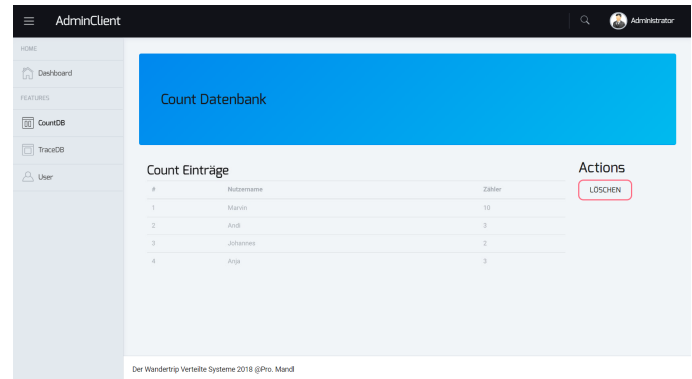 AdminClient
Administrator
HOME
Dashboard
FEATURES
CountDB
TraceDB
User
Count Datenbank
Count Einträge
# Nutzername Zähler
1 Marvin 10
2 Andi 3
3 Johannes 2
4 Anja 3
Actions
LÖSCHEN
Der Wandertrip Verteilte Systeme 2018 @Pro. Mandl